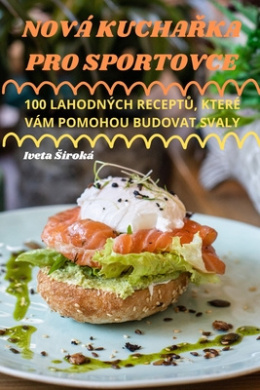 NOVÁ KUCHAŘKA
PRO SPORTOVCE
100 LAHODNÝCH RECEPTŮ, KTERÉ
VÁM POMOHOU BUDOVAT SVALY
Iveta Široká